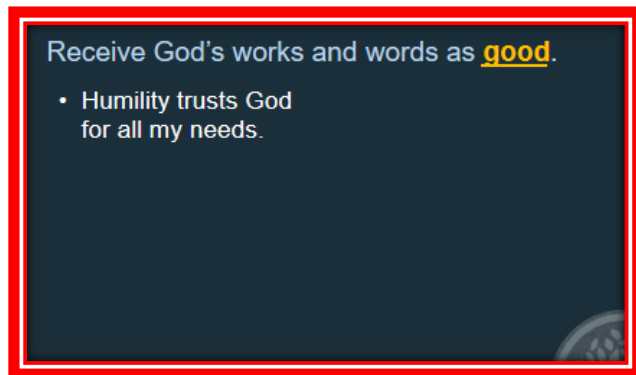 Receive God's works and words as good.
• Humility trusts God
for all my needs.